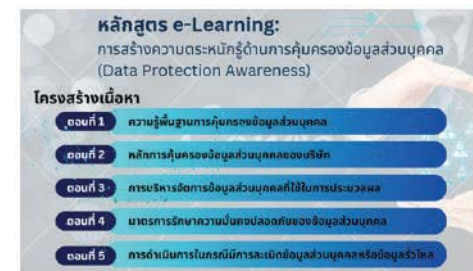 หลักสูตร e-Learning:
การสร้างความตระหนักรู้ด้านการคุ้มครองข้อมูลส่วนบุคคล
(Data Protection Awareness)
โครงสร้างเนื้อหา
ตอนที่ 1 ความรู้พื้นฐานการคุ้มครองข้อมูลส่วนบุคคล
ตอนที่ 2 หลักการคุ้มครองข้อมูลส่วนบุคคลของบริษัท
ตอนที่ 3 การบริหารจัดการข้อมูลส่วนบุคคลที่ใช้ในการประมวลผล
ตอนที่ 4 มาตรการรักษาความมั่นคงปลอดภัยของข้อมูลส่วนบุคคล
ตอนที่ 5 การดำเนินการในกรณีมีการละเมิดข้อมูลส่วนบุคคลหรือข้อมูลรั่วไหล